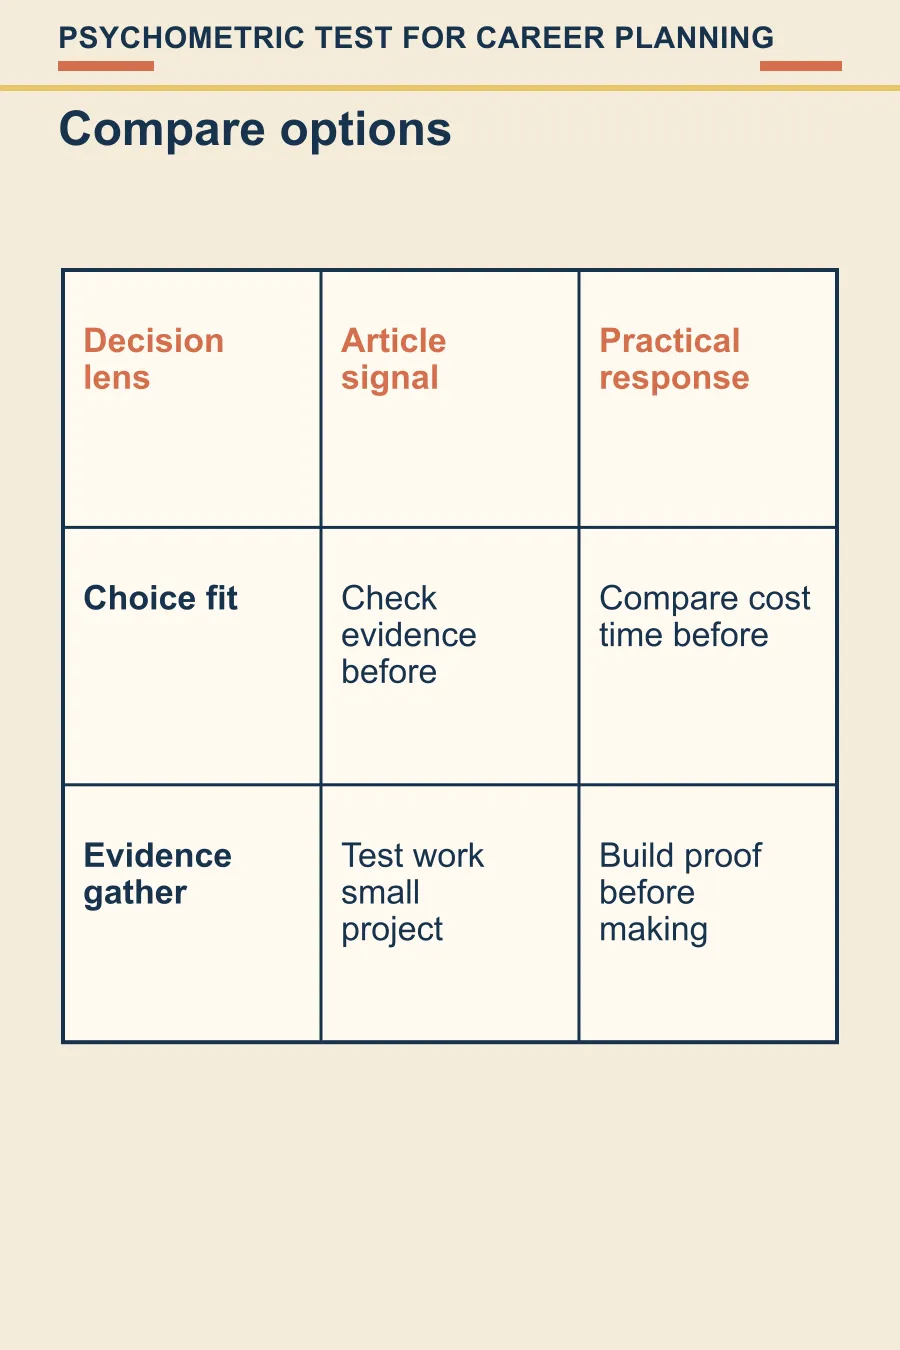 PSYCHOMETRIC TEST FOR CAREER PLANNING
Compare options
Decision
lens
Article
signal
Practical
response
Choice fit
Check
evidence
before
Compare cost
time before
Evidence
gather
Test work
small
project
Build proof
before
making